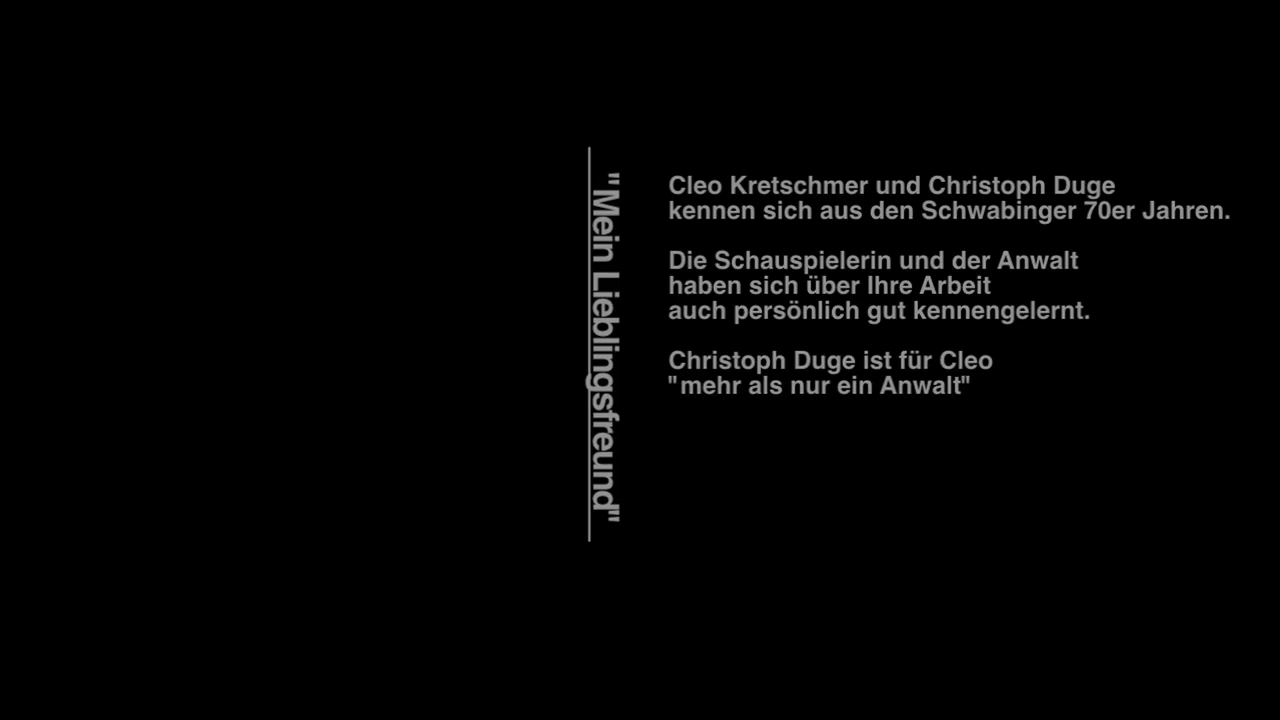 "Mein Lieblingsfreund"
Cleo Kretschmer und Christoph Duge
kennen sich aus den Schwabinger 70er Jahren.
Die Schauspielerin und der Anwalt
haben sich über Ihre Arbeit
auch persönlich gut kennengelernt.
Christoph Duge ist für Cleo
"mehr als nur ein Anwalt"